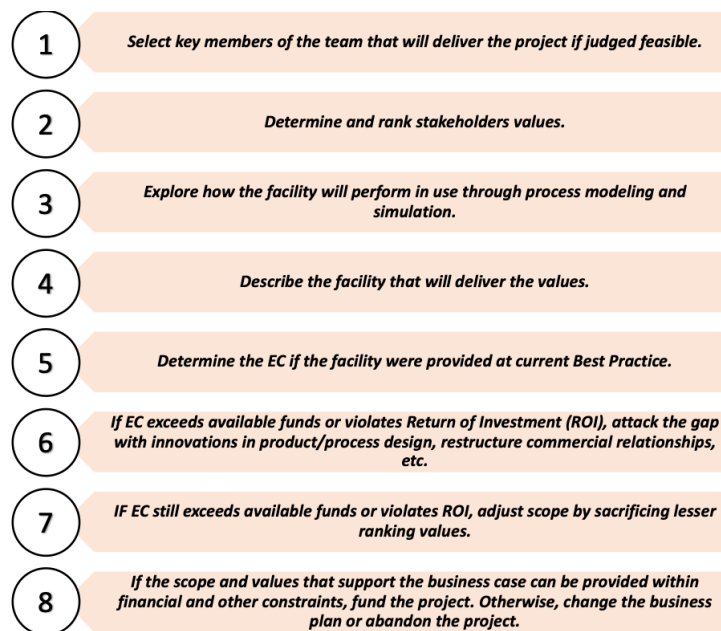 1
Select key members of the team that will deliver the project if judged feasible.
2
Determine and rank stakeholders values.
3
Explore how the facility will perform in use through process modeling and
simulation.
4
Describe the facility that will deliver the values.
5
Determine the EC if the facility were provided at current Best Practice.
6
If EC exceeds available funds or violates Return of Investment (ROI), attack the gap
with innovations in product/process design, restructure commercial relationships,
etc.
7
IF EC still exceeds available funds or violates ROI, adjust scope by sacrificing lesser
ranking values.
8
If the scope and values that support the business case can be provided within
financial and other constraints, fund the project. Otherwise, change the business
plan or abandon the project.